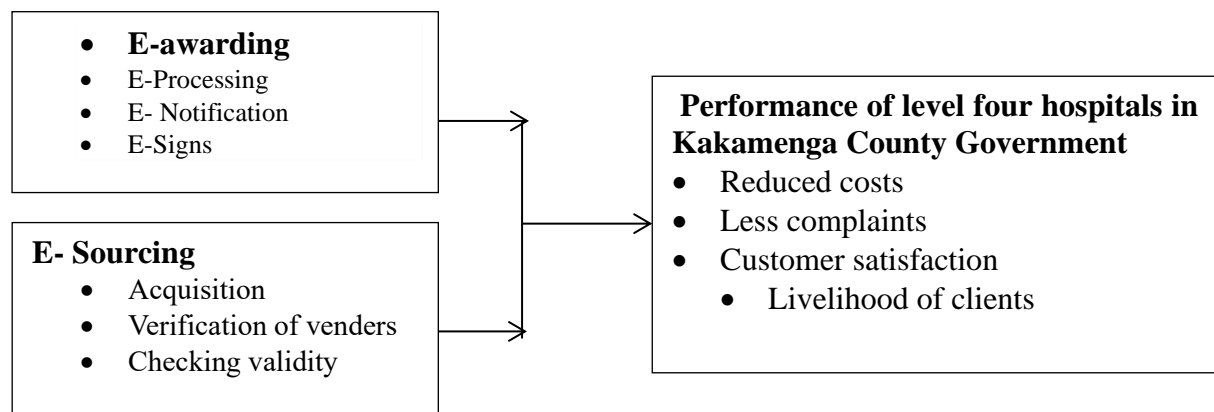 • E-awarding
• E-Processing
• E- Notification
• E-Signs
E- Sourcing
• Acquisition
• Verification of venders
• Checking validity
Performance of level four hospitals in
Kakamenga County Government
• Reduced costs
• Less complaints
• Customer satisfaction
• Livelihood of clients